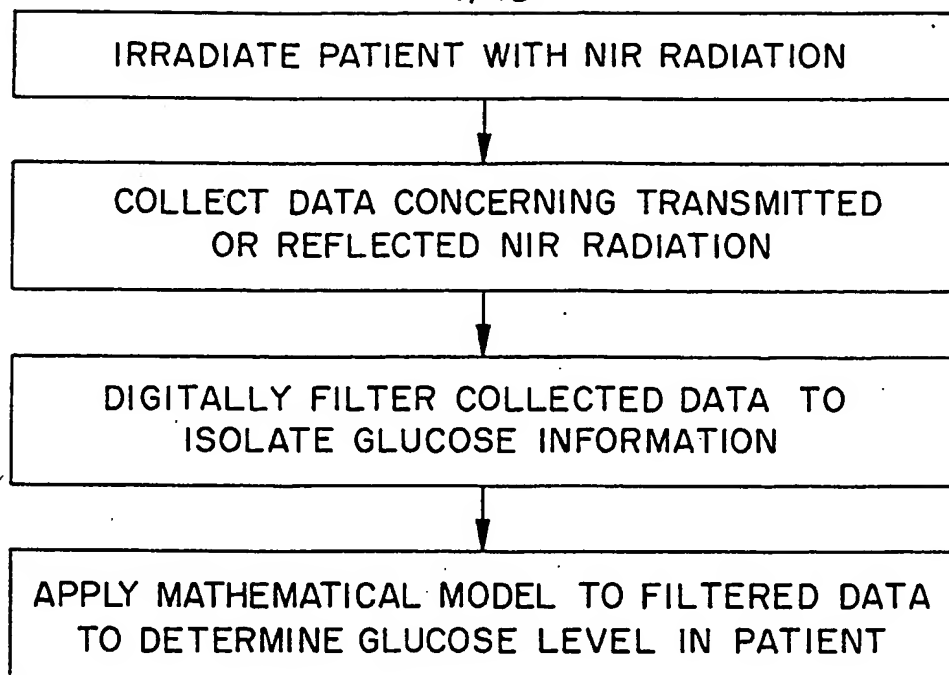 IRRADIATE PATIENT WITH NIR RADIATION
COLLECT DATA CONCERNING TRANSMITTED
OR REFLECTED NIR RADIATION
DIGITALLY FILTER COLLECTED DATA TO
ISOLATE GLUCOSE INFORMATION
APPLY MATHEMATICAL MODEL TO FILTERED DATA
TO DETERMINE GLUCOSE LEVEL IN PATIENT